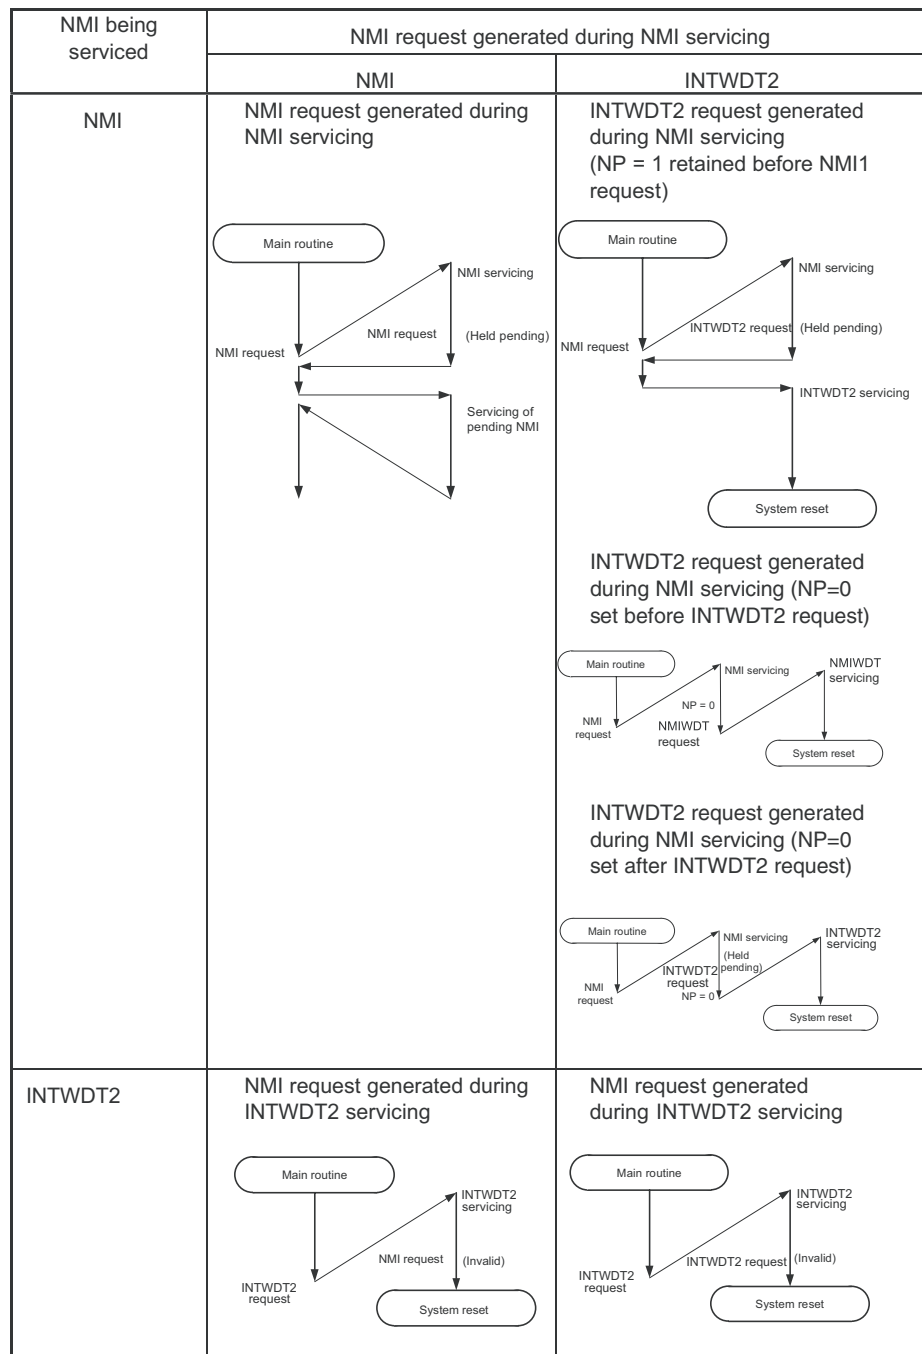 NMI being
serviced
NMI request generated during NMI servicing
NMI
INTWDT2
NMI
NMI request generated during
NMI servicing
Main routine
NMI servicing
NMI request
(Held pending)
NMI request
Servicing of
pending NMI
INTWDT2 request generated
during NMI servicing
(NP = 1 retained before NMI1
request)
Main routine
NMI servicing
INTWDT2 request
(Held pending)
NMI request
INTWDT2 servicing
System reset
INTWDT2 request generated
during NMI servicing (NP=0
set before INTWDT2 request)
Main routine
NMI servicing
NMIWDT
servicing
NP = 0
NMI
request
NMIWDT
request
System reset
INTWDT2 request generated
during NMI servicing (NP=0
set after INTWDT2 request)
Main routine
NMI servicing
INTWDT2
servicing
(Held
pending)
INTWDT2
request
NP = 0
NMI
request
System reset
INTWDT2
NMI request generated during
INTWDT2 servicing
Main routine
INTWDT2
servicing
NMI request
(Invalid)
INTWDT2
request
System reset
NMI request generated
during INTWDT2 servicing
Main routine
INTWDT2
servicing
INTWDT2 request
(Invalid)
INTWDT2
request
System reset